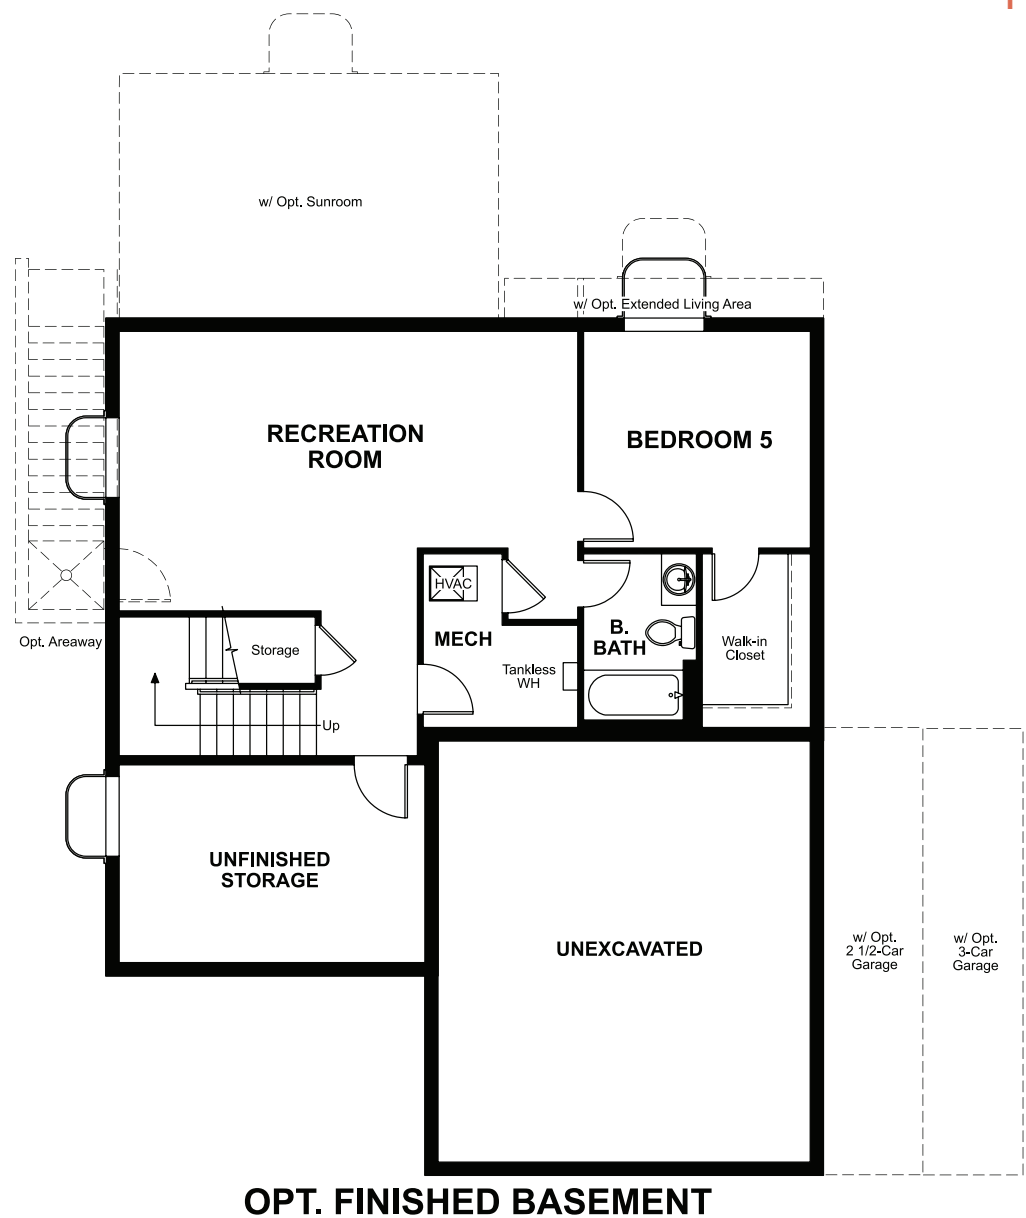 w/ Opt. Sunroom
w/ Opt. Extended Living Area
RECREATION
ROOM
BEDROOM 5
HVAC
Opt. Areaway
Storage
MECH
B.
BATH
Walk-in
Closet
Tankless
WH
Up
UNFINISHED
STORAGE
UNEXCAVATED
w/ Opt.
2 1/2-Car
Garage
w/ Opt.
3-Car
Garage
OPT. FINISHED BASEMENT